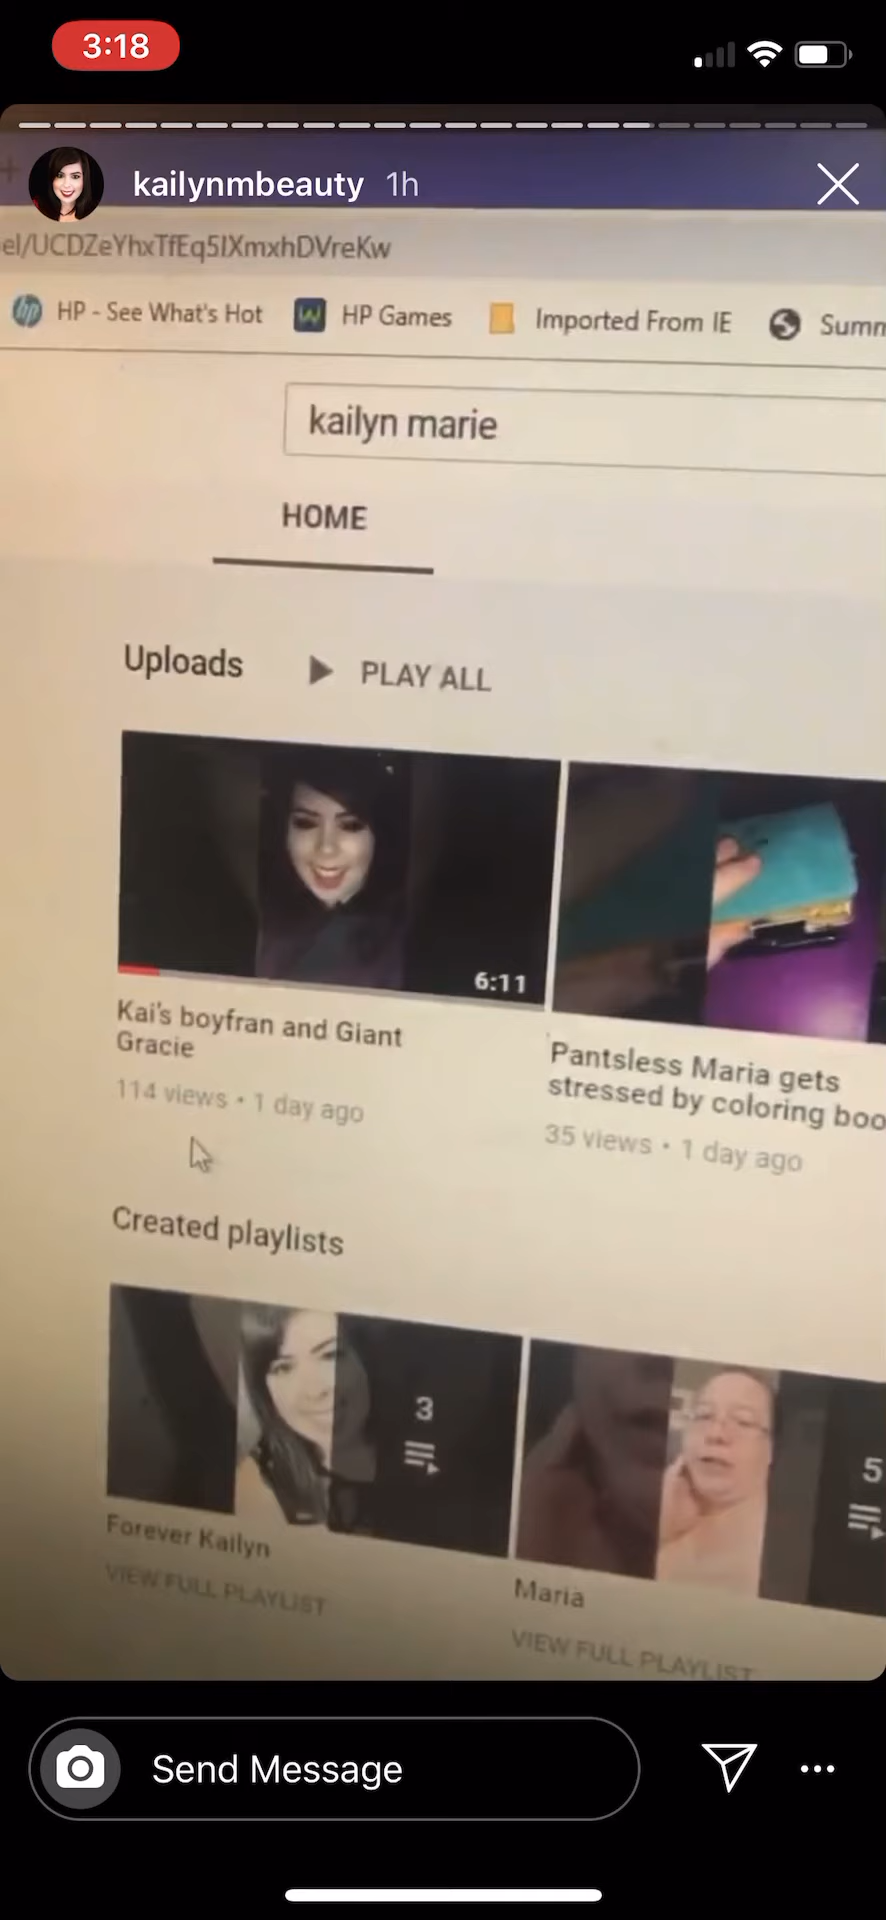 3:18
kailynmbeauty 1h
el/UCDZeYhxTfEq5IXmxhDVreKw
HP - See What's Hot HP Games Imported From IE Summ
kailyn marie
HOME
Uploads PLAY ALL
6:11
Kai's boyfran and Giant
Gracie
114 views • 1 day ago
Pantsless Maria gets
stressed by coloring boo
35 views • 1 day ago
Created playlists
3
5
Forever Kailyn
VIEW FULL PLAYLIST
Maria
VIEW FULL PLAYLIST
Send Message